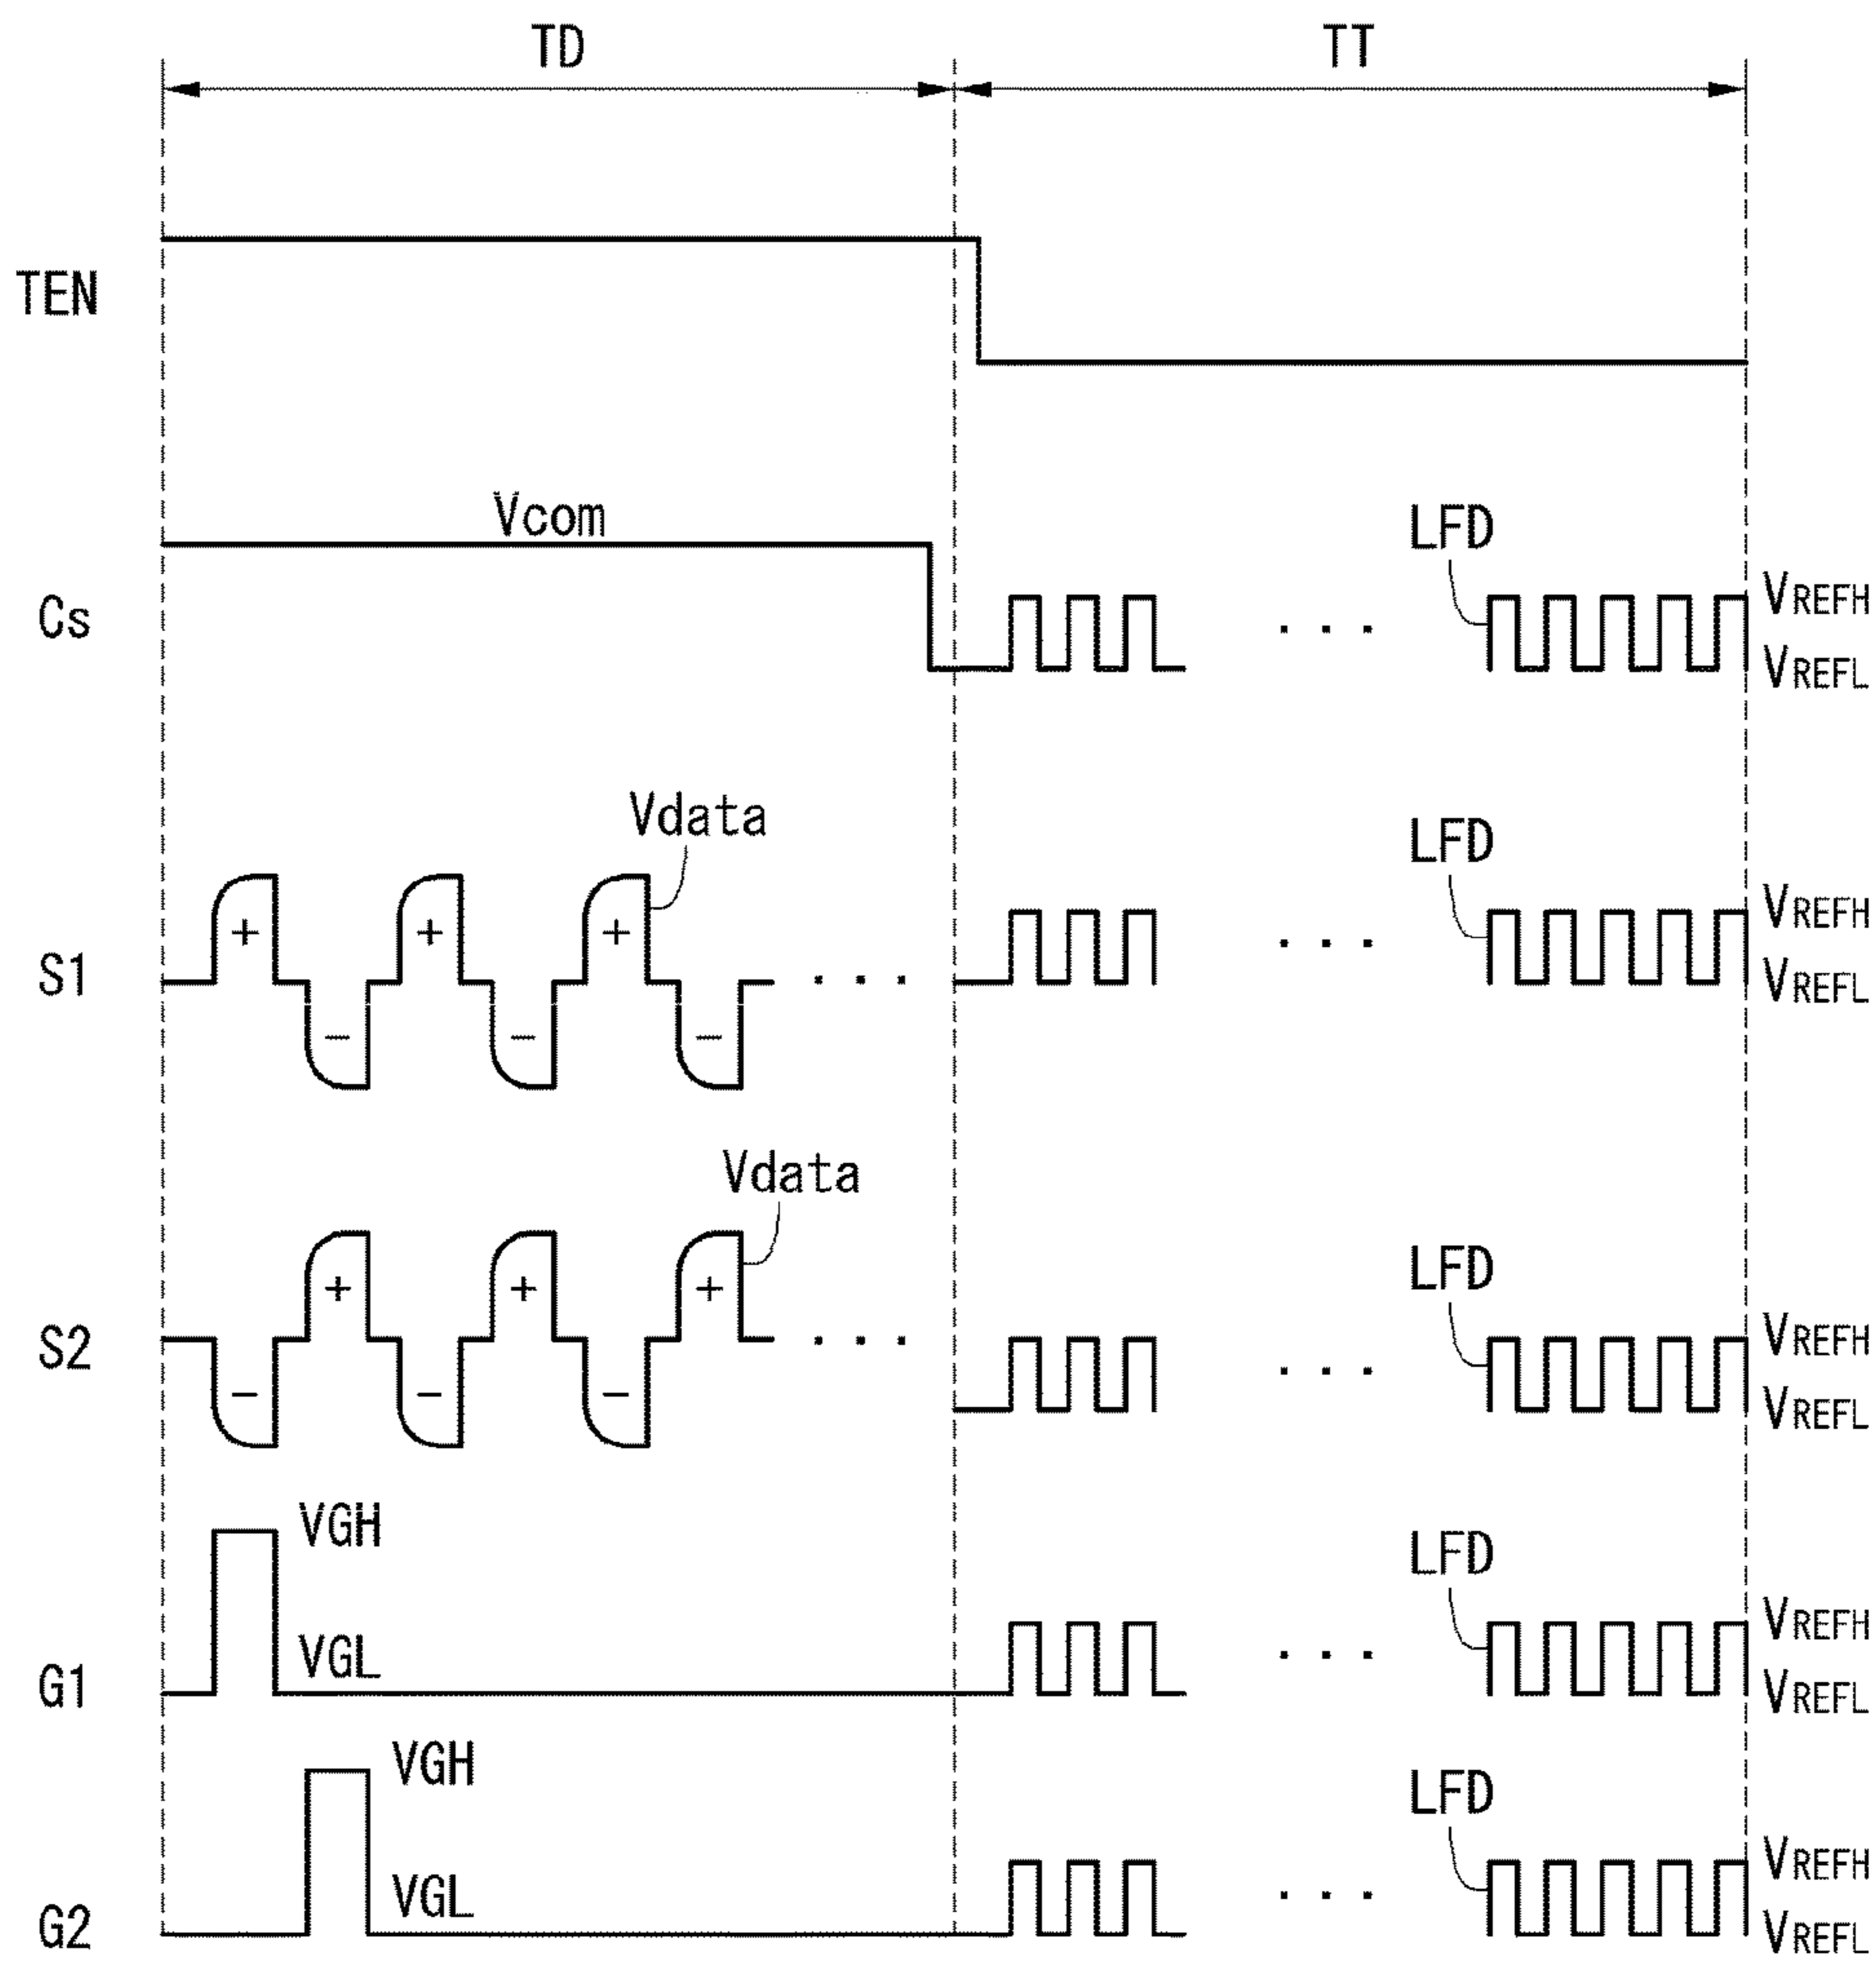 TD
TT
TEN
Vcom
LFD
Cs
VREFH
VREFL
Vdata
LFD
+ + +
S1
- - -
VREFH
VREFL
Vdata
LFD
+ + +
S2
- - -
VREFH
VREFL
VGH
LFD
VGL
G1
VREFH
VREFL
VGH
LFD
VGL
G2
VREFH
VREFL